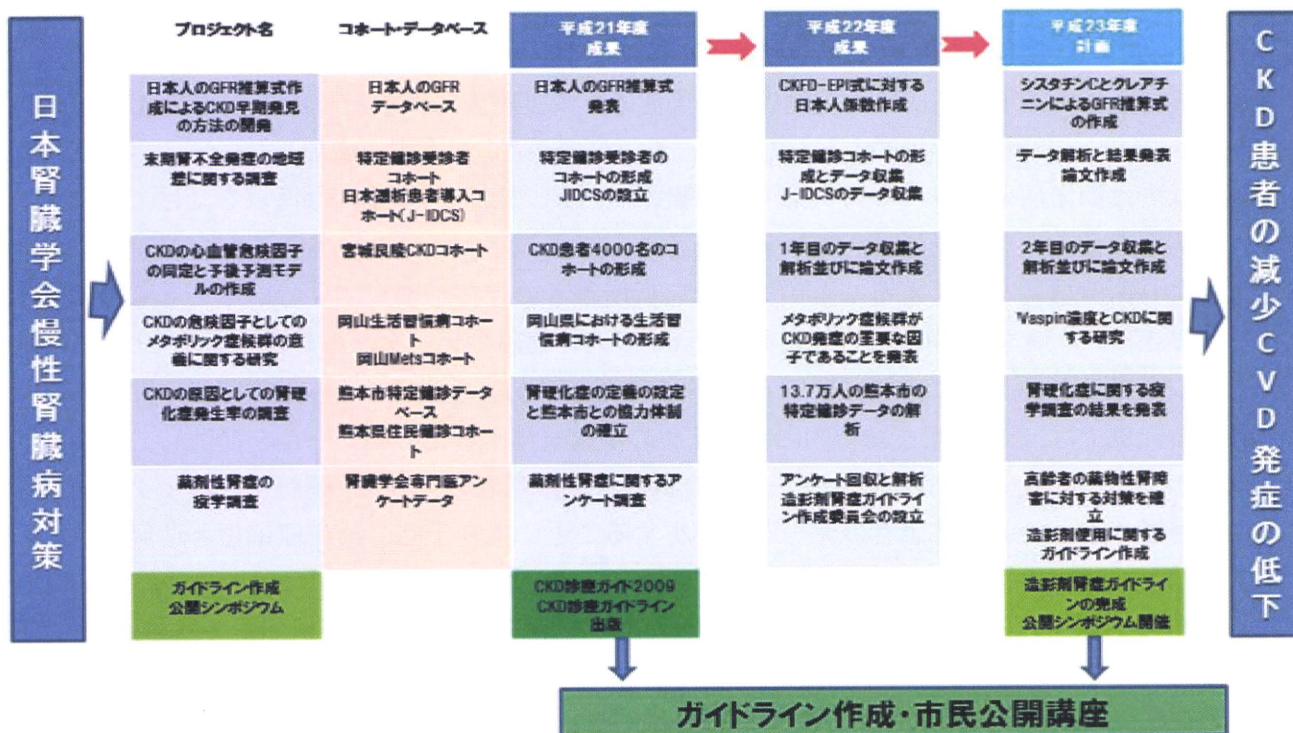 日本腎臓学会慢性腎臓病対策
プロジェクト名
コホート・データベース
平成21年度
成果
平成22年度
成果
平成23年度
計画
日本人のGFR推算式作
成によるCKD早期発見
の方法の開発
日本人のGFR
データベース
日本人のGFR推算式
発表
CKFD-EPI式に対する
日本人係数作成
シスタチンCとクレアチ
ニンによるGFR推算式
の作成
末期腎不全発症の地域
差に関する調査
特定健診受診者
コホート
日本透析患者導入コ
ホート(J-IDCS)
特定健診受診者の
コホートの形成
JIDCSの設立
特定健診コホートの形
成とデータ収集
J-IDCSのデータ収集
データ解析と結果発表
論文作成
CKDの心血管危険因子
の同定と予後予測モデ
ルの作成
宮城艮陵CKDコホート
CKD患者4000名のコ
ホートの形成
1年目のデータ収集と
解析並びに論文作成
2年目のデータ収集と
解析並びに論文作成
CKDの危険因子としての
メタボリック症候群の意
義に関する研究
岡山生活習慣病コホー
ト
岡山Metsコホート
岡山県における生活習
慣病コホートの形成
メタボリック症候群が
CKD発症の重要な因
子であることを発表
Vaspin濃度とCKDに関
する研究
CKDの原因としての腎硬
化症発生率の調査
熊本市特定健診データ
ベース
熊本県住民健診コホー
ト
腎硬化症の定義の設定
と熊本市との協力体制
の確立
13.7万人の熊本市の
特定健診データの解
析
腎硬化症に関する疫
学調査の結果を発表
薬剤性腎症の
疫学調査
腎臓学会専門医アン
ケートデータ
薬剤性腎症に関するア
ンケート調査
アンケート回収と解析
造影剤腎症ガイドライ
ン作成委員会の設立
高齢者の薬物性腎障
害に対する対策を確
立
造影剤使用に関する
ガイドライン作成
ガイドライン作成
公開シンポジウム
CKD診療ガイド2009
CKD診療ガイドライン
出版
造影剤腎症ガイドライ
ンの完成
公開シンポジウム開催
CKD患者の減少CVD発症の低下
ガイドライン作成・市民公開講座